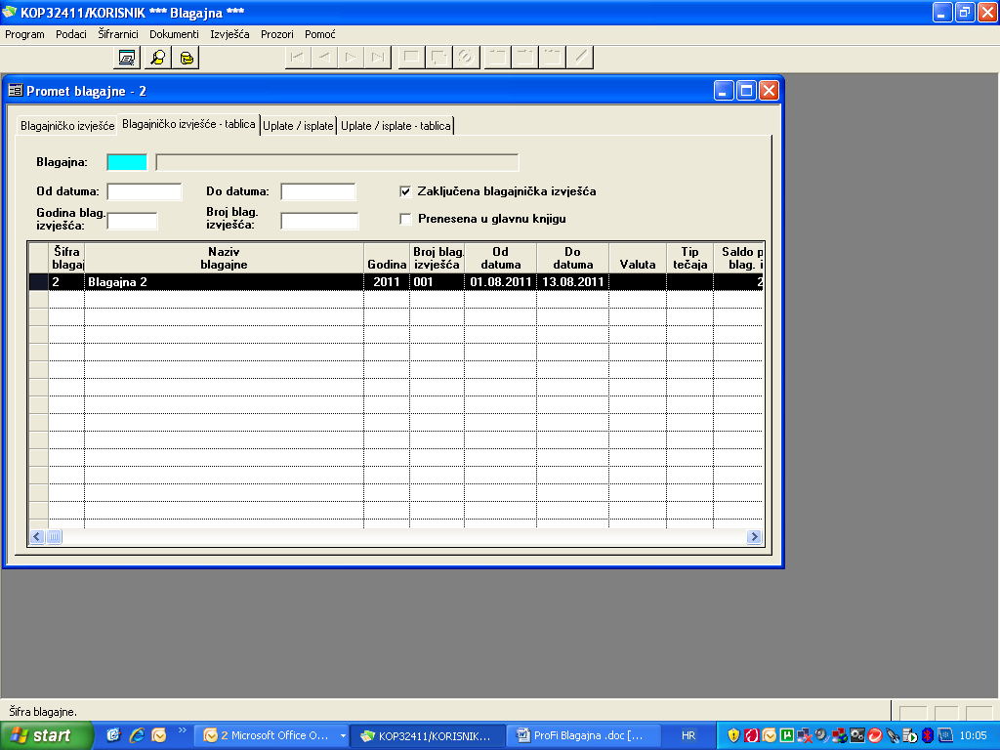 KOP32411/KORISNIK *** Blagajna ***
Program Podaci Šifrarnici Dokumenti Izvješća Prozori Pomoć
Promet blagajne - 2
Blagajničko izvješće Blagajničko izvješće - tablica Uplate / isplate Uplate / isplate - tablica
Blagajna:
Od datuma: Do datuma: Zaključena blagajnička izvješća
Godina blag. izvješća: Broj blag. izvješća: Prenesena u glavnu knjigu
Šifra Naziv Broj blag. Od Do Tip Saldo p
blagaj blagajne Godina izvješća datuma datuma Valuta tečaja blag. i
2 Blagajna 2 2011 001 01.08.2011 13.08.2011 2
Šifra blagajne.
start 2 Microsoft Office O... KOP32411/KORISNIK... ProFi Blagajna .doc [... HR 10:05